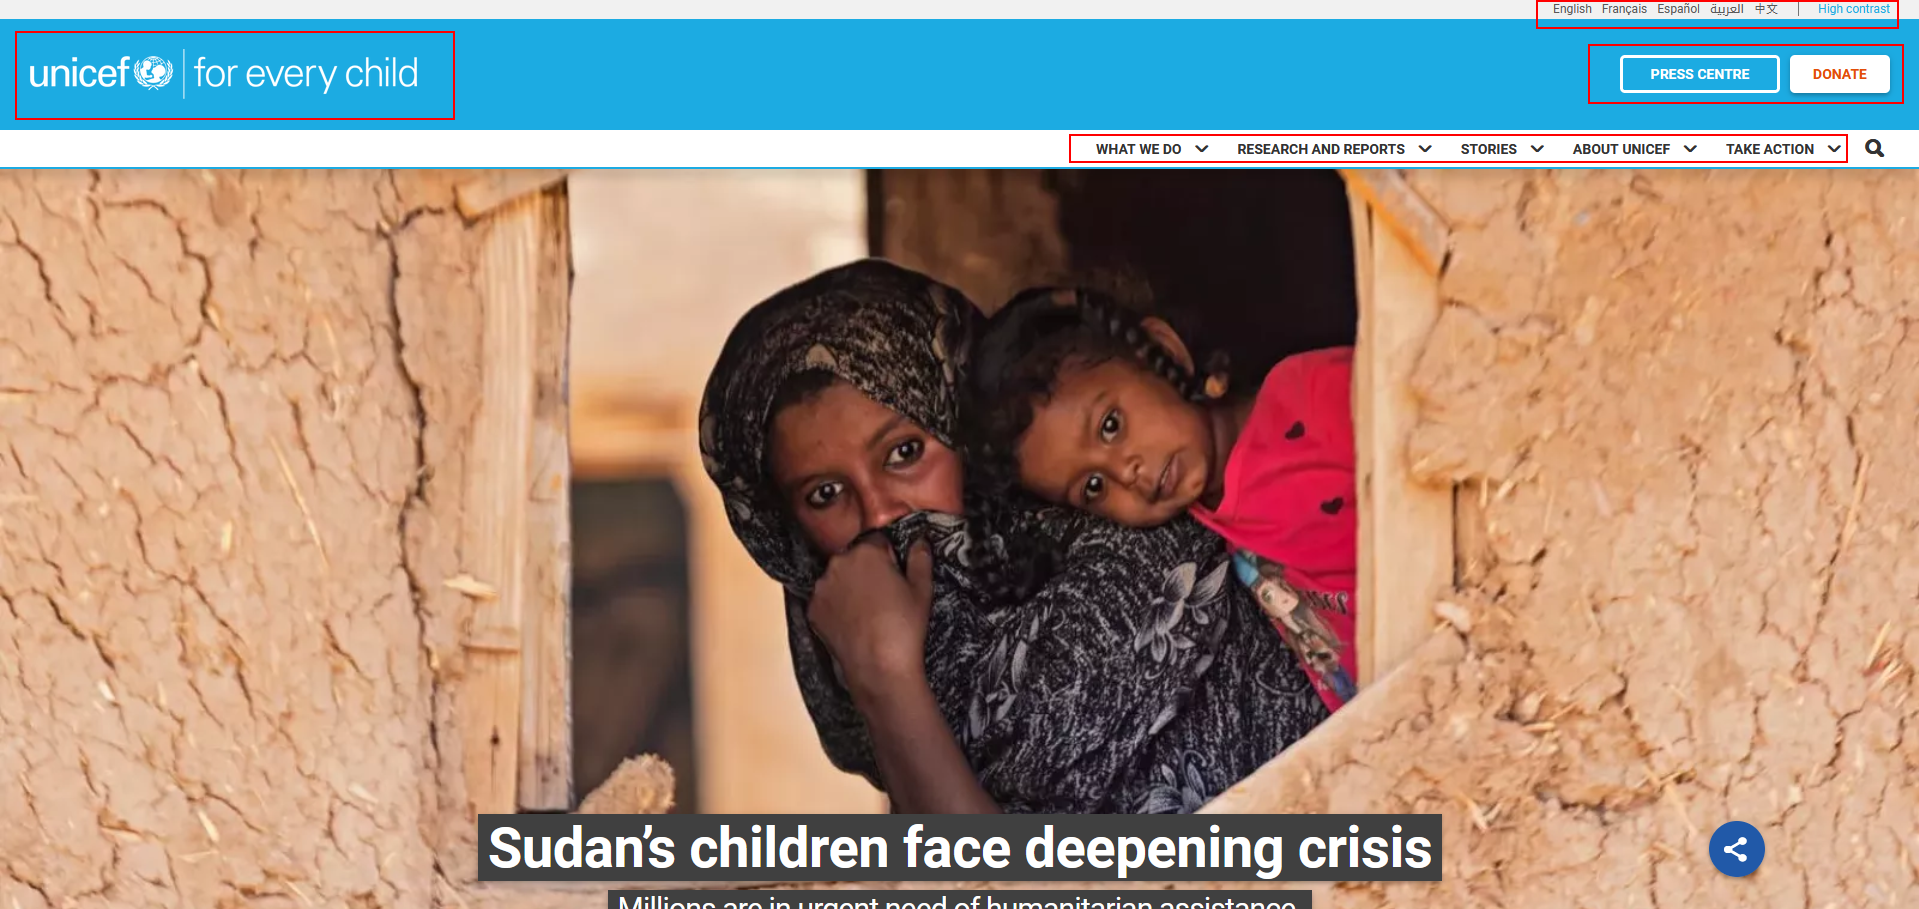 English Français Español العربية 中文 | High contrast
unicef | for every child
PRESS CENTRE DONATE
WHAT WE DO RESEARCH AND REPORTS STORIES ABOUT UNICEF TAKE ACTION
Sudan’s children face deepening crisis
Millions are in urgent need of humanitarian assistance